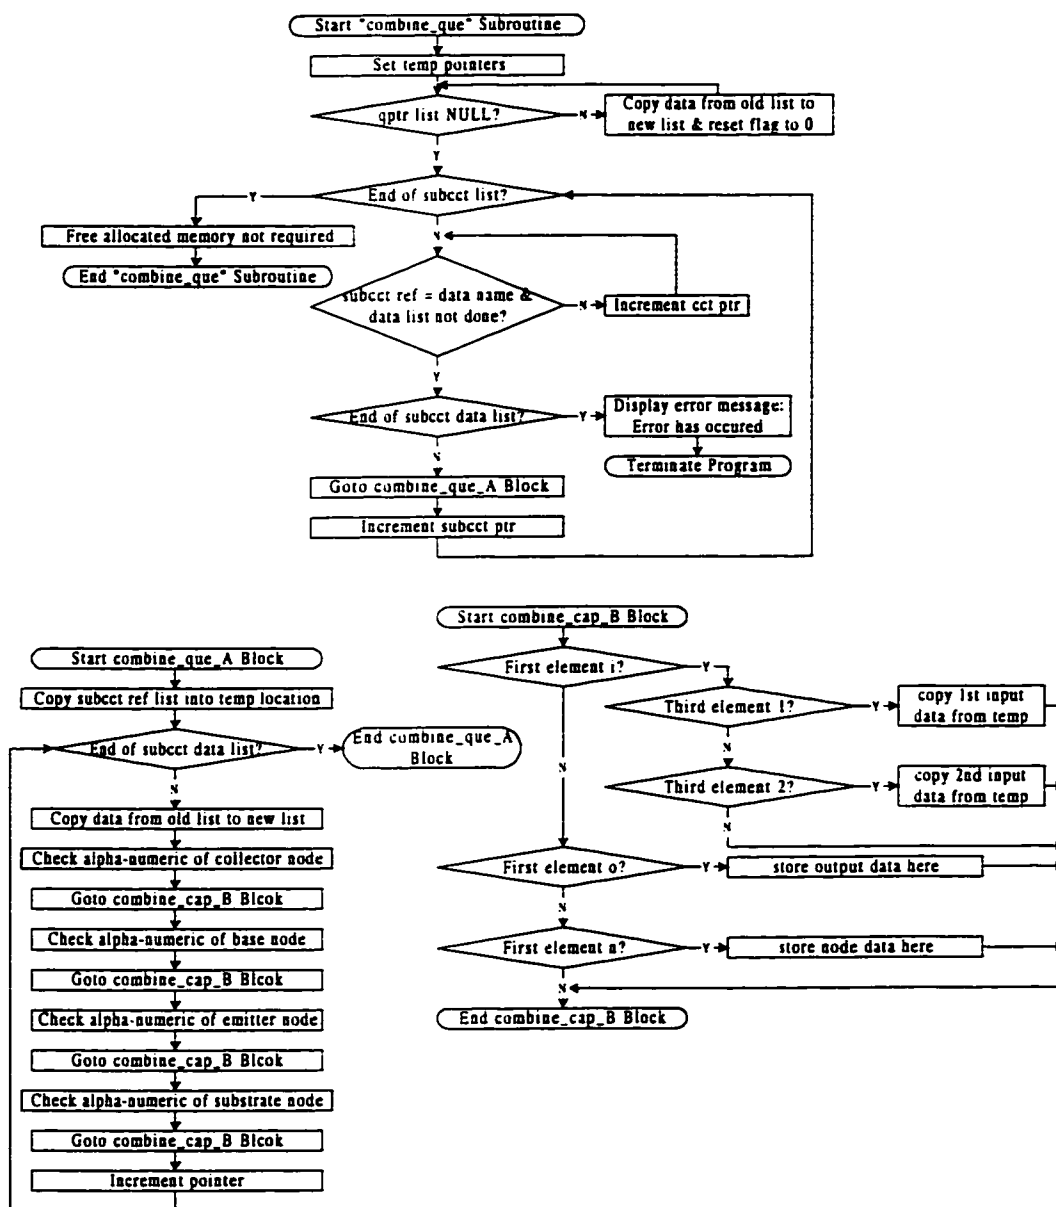 Start "combine_que" Subroutine
Set temp pointers
qptr list NULL?
N
Copy data from old list to
new list & reset flag to 0
Y
End of subcct list?
Y
N
Free allocated memory not required
End "combine_que" Subroutine
subcct ref = data name &
data list not done?
N
Increment cct ptr
Y
End of subcct data list?
Y
Display error message:
Error has occured
Terminate Program
N
Goto combine_que_A Block
Increment subcct ptr
Start combine_que_A Block
Copy subcct ref list into temp location
End of subcct data list?
Y
End combine_que_A
Block
N
Copy data from old list to new list
Check alpha-numeric of collector node
Goto combine_cap_B Blcok
Check alpha-numeric of base node
Goto combine_cap_B Blcok
Check alpha-numeric of emitter node
Goto combine_cap_B Blcok
Check alpha-numeric of substrate node
Goto combine_cap_B Blcok
Increment pointer
Start combine_cap_B Block
First element i?
Y
Third element 1?
Y
copy 1st input
data from temp
N
N
Third element 2?
Y
copy 2nd input
data from temp
N
First element o?
Y
store output data here
N
First element n?
Y
store node data here
N
End combine_cap_B Block